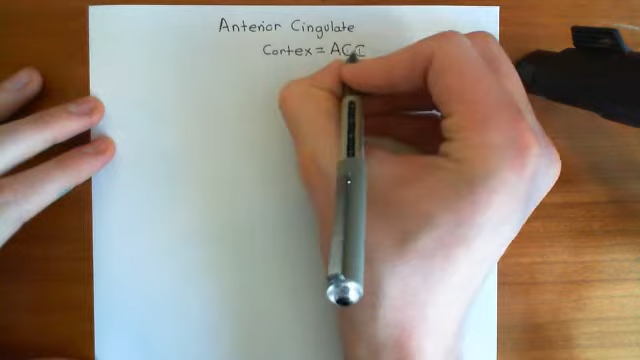 Anterior Cingulate
Cortex = ACC